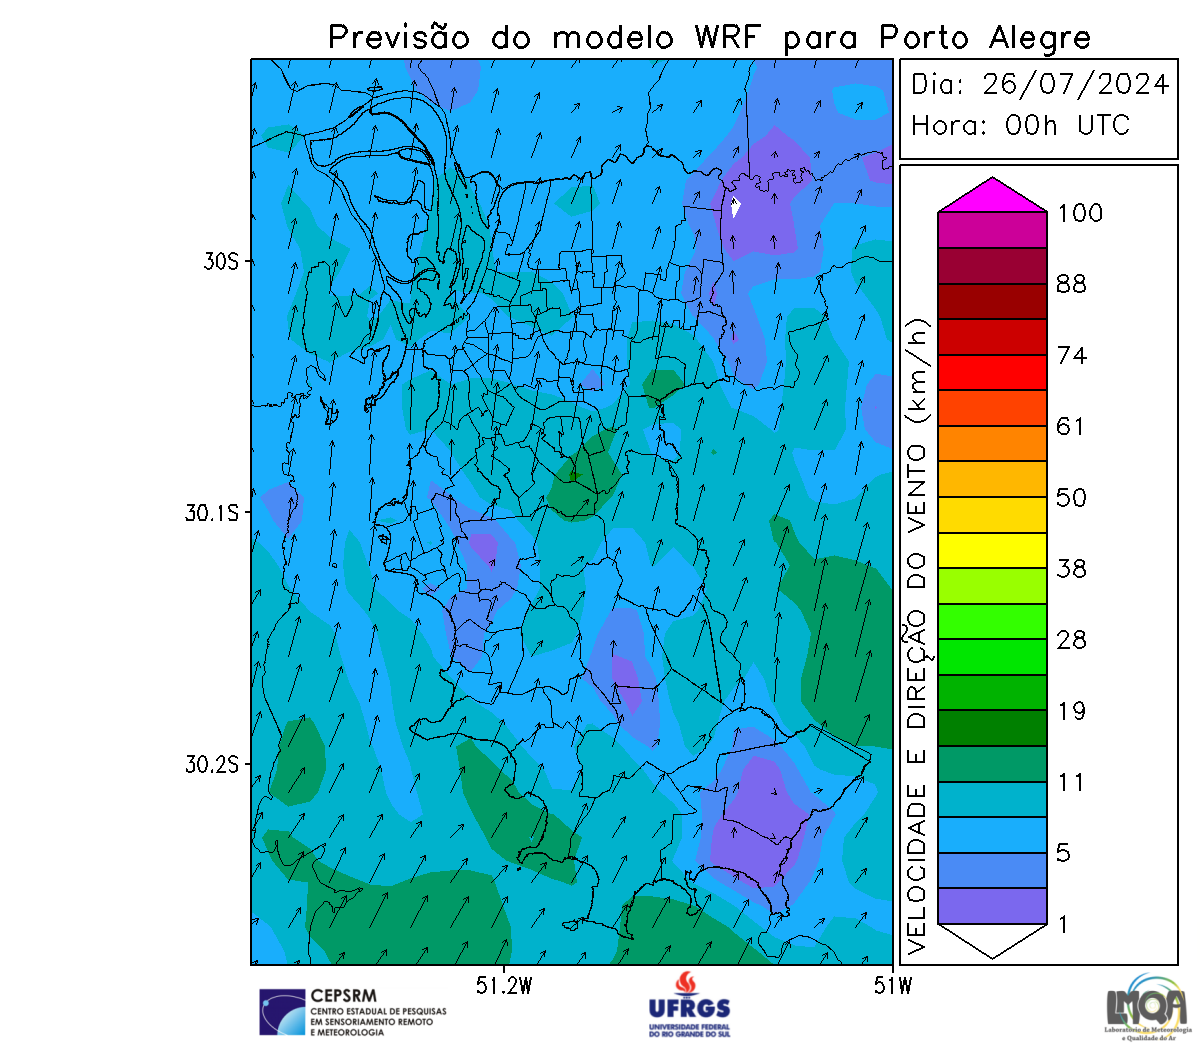 Previsão do modelo WRF para Porto Alegre
Dia: 26/07/2024
Hora: 00h UTC
30S
30.1S
30.2S
51.2W
51W
VELOCIDADE E DIREÇÃO DO VENTO (km/h)
100
88
74
61
50
38
28
19
11
5
1
CEPSRM
CENTRO ESTADUAL DE PESQUISAS
EM SENSORIAMENTO REMOTO
E METEOROLOGIA
UFRGS
UNIVERSIDADE FEDERAL
DO RIO GRANDE DO SUL
LMQA
Laboratório de Meteorologia
e Qualidade do Ar